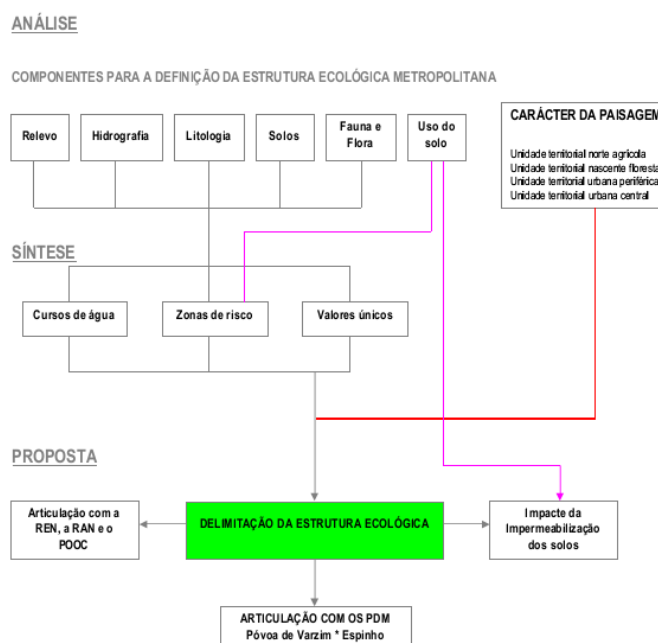 ANÁLISE
COMPONENTES PARA A DEFINIÇÃO DA ESTRUTURA ECOLÓGICA METROPOLITANA
Relevo
Hidrografia
Litologia
Solos
Fauna e
Flora
Uso do
solo
CARÁCTER DA PAISAGEM
Unidade territorial norte agrícola
Unidade territorial nascente floresta
Unidade territorial urbana periférica
Unidade territorial urbana central
SÍNTESE
Cursos de água
Zonas de risco
Valores únicos
PROPOSTA
Articulação com a
REN, a RAN e o
POOC
DELIMITAÇÃO DA ESTRUTURA ECOLÓGICA
Impacte da
Impermeabilização
dos solos
ARTICULAÇÃO COM OS PDM
Póvoa de Varzim * Espinho